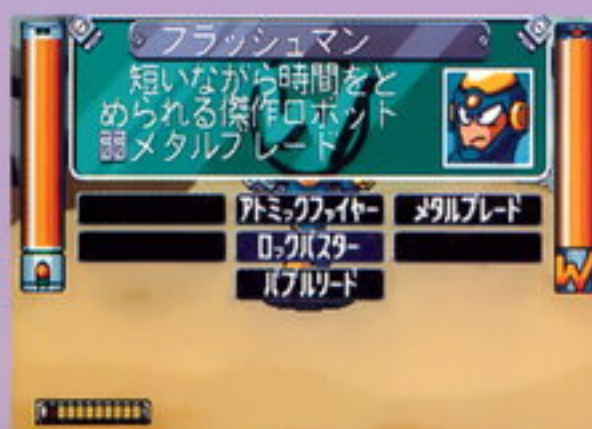 フラッシュマン
短いながら時間をと
められる傑作ロボット
弱メタルブレード
アトミックファイヤー メタルブレード
ロックバスター
バブルリード
W